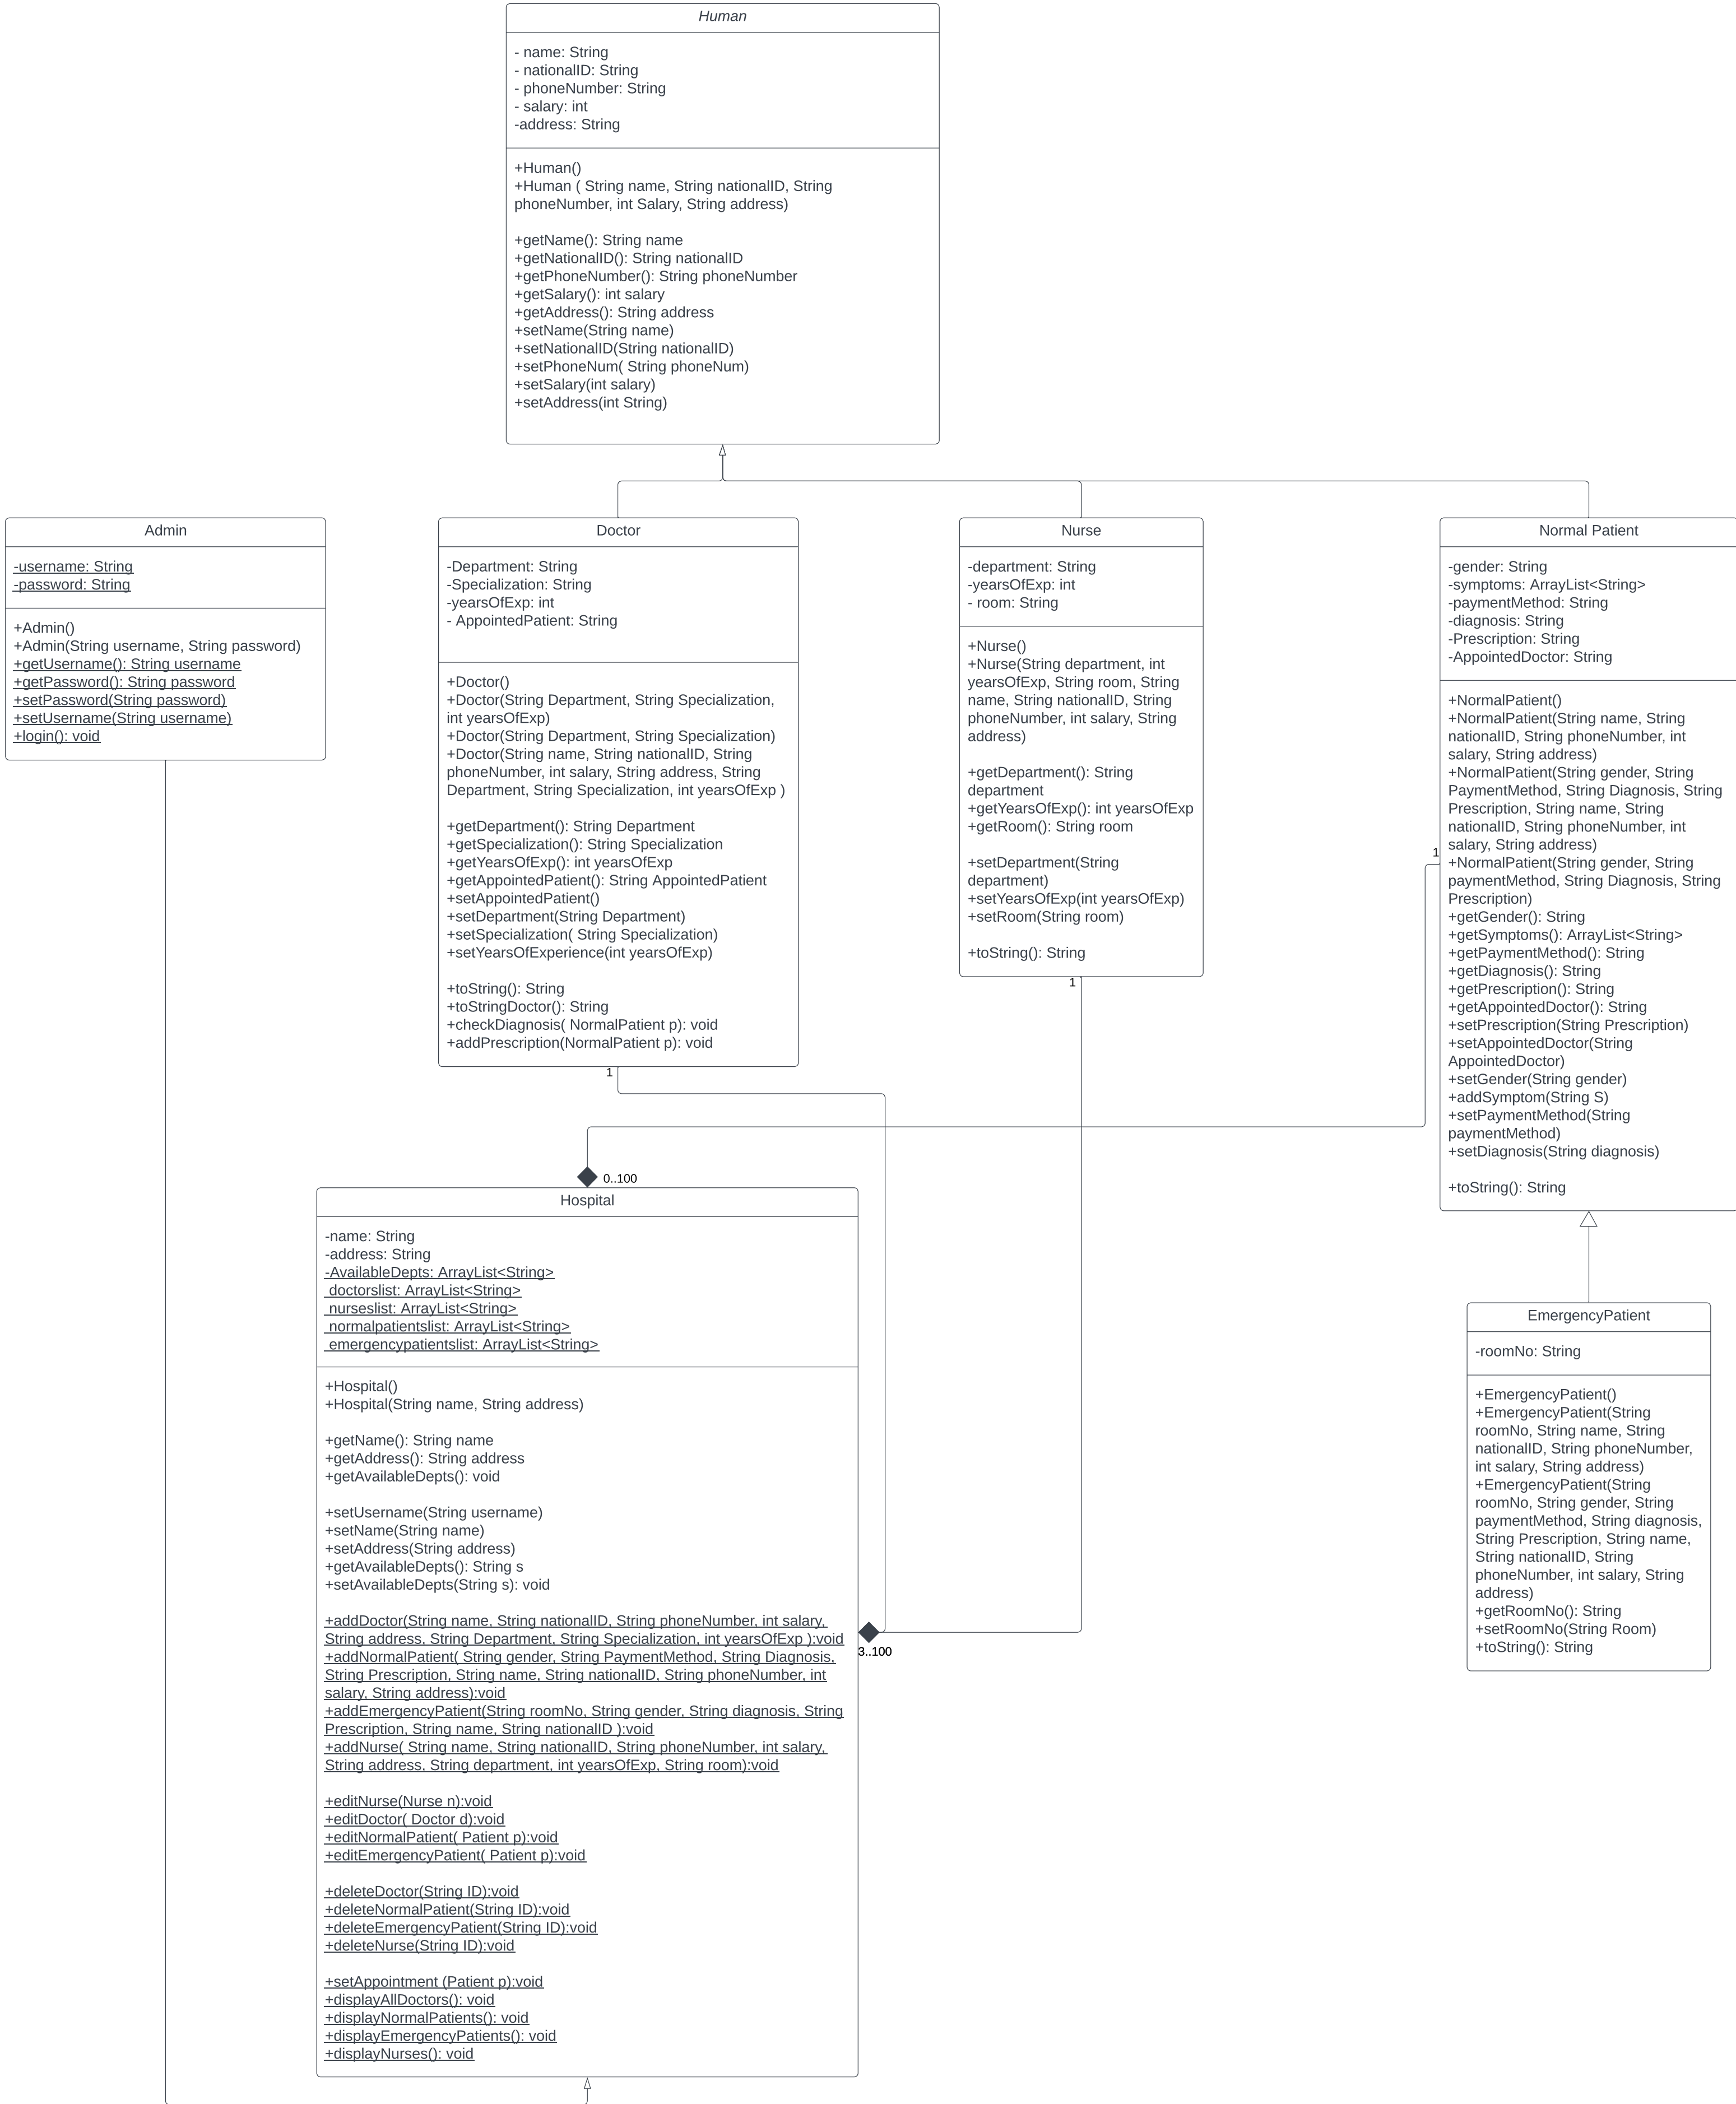 Human
- name: String
- nationalID: String
- phoneNumber: String
- salary: int
-address: String
+Human()
+Human ( String name, String nationalID, String
phoneNumber, int Salary, String address)
+getName(): String name
+getNationalID(): String nationalID
+getPhoneNumber(): String phoneNumber
+getSalary(): int salary
+getAddress(): String address
+setName(String name)
+setNationalID(String nationalID)
+setPhoneNum( String phoneNum)
+setSalary(int salary)
+setAddress(int String)
Admin
-username: String
-password: String
+Admin()
+Admin(String username, String password)
+getUsername(): String username
+getPassword(): String password
+setPassword(String password)
+setUsername(String username)
+login(): void
Doctor
-Department: String
-Specialization: String
-yearsOfExp: int
- AppointedPatient: String
+Doctor()
+Doctor(String Department, String Specialization,
int yearsOfExp)
+Doctor(String Department, String Specialization)
+Doctor(String name, String nationalID, String
phoneNumber, int salary, String address, String
Department, String Specialization, int yearsOfExp )
+getDepartment(): String Department
+getSpecialization(): String Specialization
+getYearsOfExp(): int yearsOfExp
+getAppointedPatient(): String AppointedPatient
+setAppointedPatient()
+setDepartment(String Department)
+setSpecialization( String Specialization)
+setYearsOfExperience(int yearsOfExp)
+toString(): String
+toStringDoctor(): String
+checkDiagnosis( NormalPatient p): void
+addPrescription(NormalPatient p): void
1
Nurse
-department: String
-yearsOfExp: int
- room: String
+Nurse()
+Nurse(String department, int
yearsOfExp, String room, String
name, String nationalID, String
phoneNumber, int salary, String
address)
+getDepartment(): String
department
+getYearsOfExp(): int yearsOfExp
+getRoom(): String room
+setDepartment(String
department)
+setYearsOfExp(int yearsOfExp)
+setRoom(String room)
+toString(): String
1
Normal Patient
-gender: String
-symptoms: ArrayList<String>
-paymentMethod: String
-diagnosis: String
-Prescription: String
-AppointedDoctor: String
+NormalPatient()
+NormalPatient(String name, String
nationalID, String phoneNumber, int
salary, String address)
+NormalPatient(String gender, String
PaymentMethod, String Diagnosis, String
Prescription, String name, String
nationalID, String phoneNumber, int
salary, String address)
+NormalPatient(String gender, String
paymentMethod, String Diagnosis, String
Prescription)
+getGender(): String
+getSymptoms(): ArrayList<String>
+getPaymentMethod(): String
+getDiagnosis(): String
+getPrescription(): String
+getAppointedDoctor(): String
+setPrescription(String Prescription)
+setAppointedDoctor(String
AppointedDoctor)
+setGender(String gender)
+addSymptom(String S)
+setPaymentMethod(String
paymentMethod)
+setDiagnosis(String diagnosis)
+toString(): String
1
0..100
Hospital
-name: String
-address: String
-AvailableDepts: ArrayList<String>
doctorslist: ArrayList<String>
nurseslist: ArrayList<String>
normalpatientslist: ArrayList<String>
emergencypatientslist: ArrayList<String>
+Hospital()
+Hospital(String name, String address)
+getName(): String name
+getAddress(): String address
+getAvailableDepts(): void
+setUsername(String username)
+setName(String name)
+setAddress(String address)
+getAvailableDepts(): String s
+setAvailableDepts(String s): void
+addDoctor(String name, String nationalID, String phoneNumber, int salary,
String address, String Department, String Specialization, int yearsOfExp ):void
+addNormalPatient( String gender, String PaymentMethod, String Diagnosis,
String Prescription, String name, String nationalID, String phoneNumber, int
salary, String address):void
+addEmergencyPatient(String roomNo, String gender, String diagnosis, String
Prescription, String name, String nationalID ):void
+addNurse( String name, String nationalID, String phoneNumber, int salary,
String address, String department, int yearsOfExp, String room):void
+editNurse(Nurse n):void
+editDoctor( Doctor d):void
+editNormalPatient( Patient p):void
+editEmergencyPatient( Patient p):void
+deleteDoctor(String ID):void
+deleteNormalPatient(String ID):void
+deleteEmergencyPatient(String ID):void
+deleteNurse(String ID):void
+setAppointment (Patient p):void
+displayAllDoctors(): void
+displayNormalPatients(): void
+displayEmergencyPatients(): void
+displayNurses(): void
3..100
EmergencyPatient
-roomNo: String
+EmergencyPatient()
+EmergencyPatient(String
roomNo, String name, String
nationalID, String phoneNumber,
int salary, String address)
+EmergencyPatient(String
roomNo, String gender, String
paymentMethod, String diagnosis,
String Prescription, String name,
String nationalID, String
phoneNumber, int salary, String
address)
+getRoomNo(): String
+setRoomNo(String Room)
+toString(): String